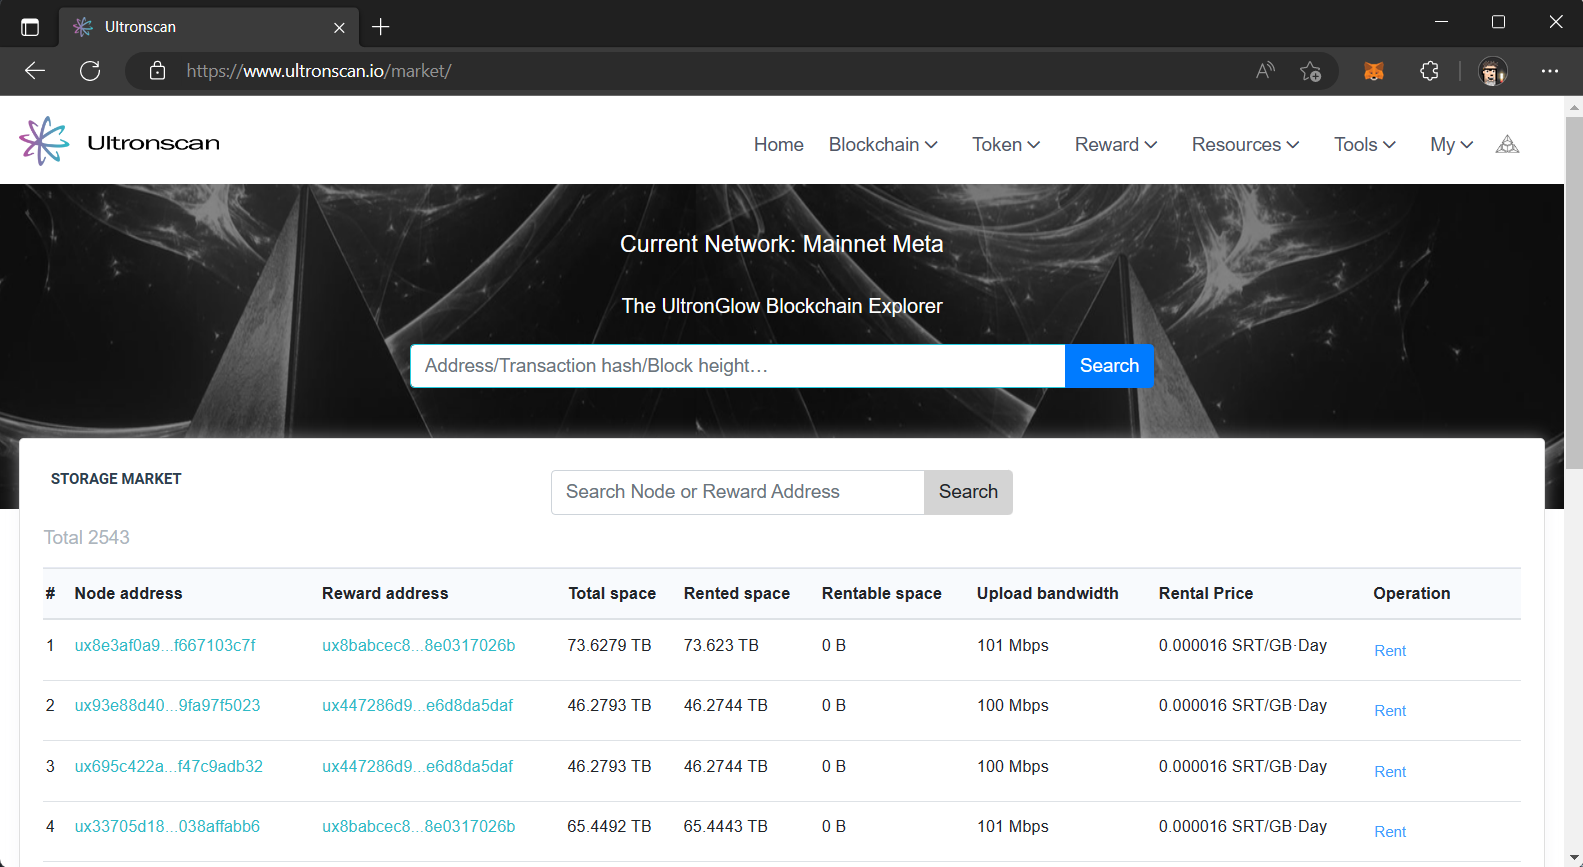 Ultronscan
https://www.ultronscan.io/market/
Ultronscan
Home Blockchain Token Reward Resources Tools My
Current Network: Mainnet Meta
The UltronGlow Blockchain Explorer
Address/Transaction hash/Block height... Search
STORAGE MARKET
Search Node or Reward Address Search
Total 2543
# Node address Reward address Total space Rented space Rentable space Upload bandwidth Rental Price Operation
1 ux8e3af0a9...f667103c7f ux8babcec8...8e0317026b 73.6279 TB 73.623 TB 0 B 101 Mbps 0.000016 SRT/GB·Day Rent
2 ux93e88d40...9fa97f5023 ux447286d9...e6d8da5daf 46.2793 TB 46.2744 TB 0 B 100 Mbps 0.000016 SRT/GB·Day Rent
3 ux695c422a...f47c9adb32 ux447286d9...e6d8da5daf 46.2793 TB 46.2744 TB 0 B 100 Mbps 0.000016 SRT/GB·Day Rent
4 ux33705d18...038affabb6 ux8babcec8...8e0317026b 65.4492 TB 65.4443 TB 0 B 101 Mbps 0.000016 SRT/GB·Day Rent